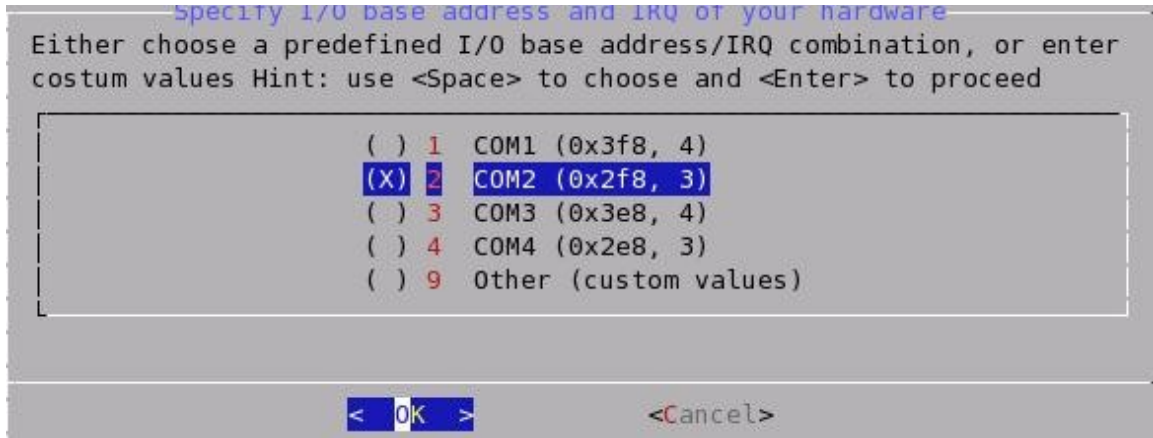 Specify I/O base address and IRQ of your hardware
Either choose a predefined I/O base address/IRQ combination, or enter
costum values Hint: use <Space> to choose and <Enter> to proceed
( ) 1 COM1 (0x3f8, 4)
(X) 2 COM2 (0x2f8, 3)
( ) 3 COM3 (0x3e8, 4)
( ) 4 COM4 (0x2e8, 3)
( ) 9 Other (custom values)
< OK > <Cancel>